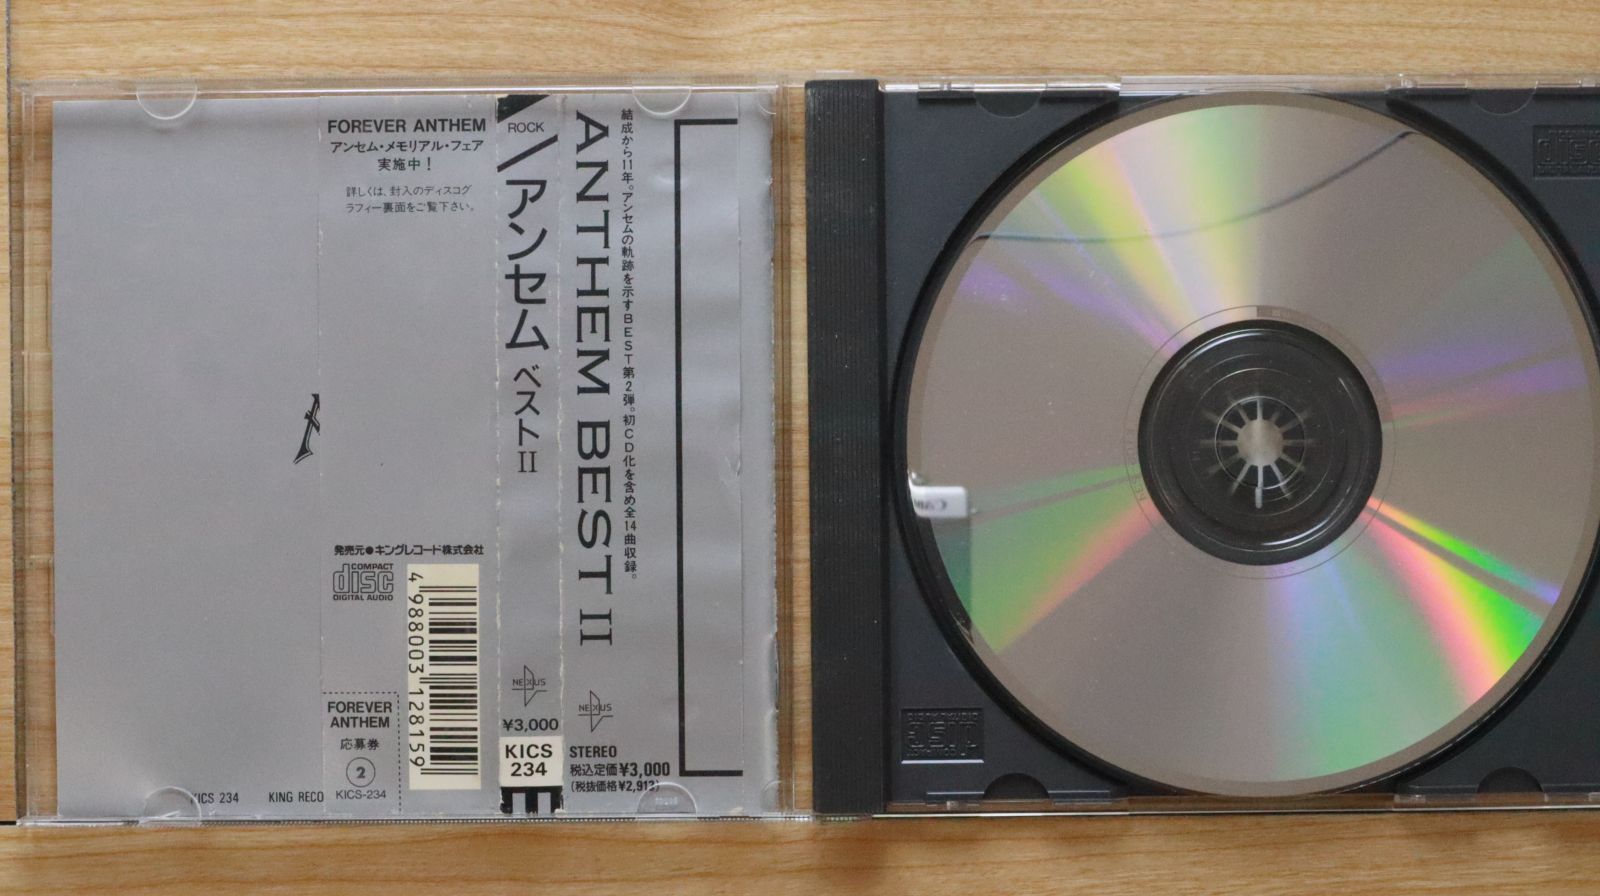 FOREVER ANTHEM
アンセム・メモリアル・フェア
実施中！
詳しくは、封入のディスコグ
ラフィー裏面をご覧下さい。
発売元●キングレコード株式会社
COMPACT
disc
DIGITAL AUDIO
4 988003 128159
FOREVER
ANTHEM
応募券
2
KICS-234
KICS 234
KING RECO
ROCK
アンセム ベストII
NEXUS
¥3,000
KICS
234
ANTHEM BEST II
結成から11年。アンセムの軌跡を示すBEST第2弾。初CD化を含め全14曲収録。
NEXUS
STEREO
税込定価¥3,000
(税抜価格¥2,913)